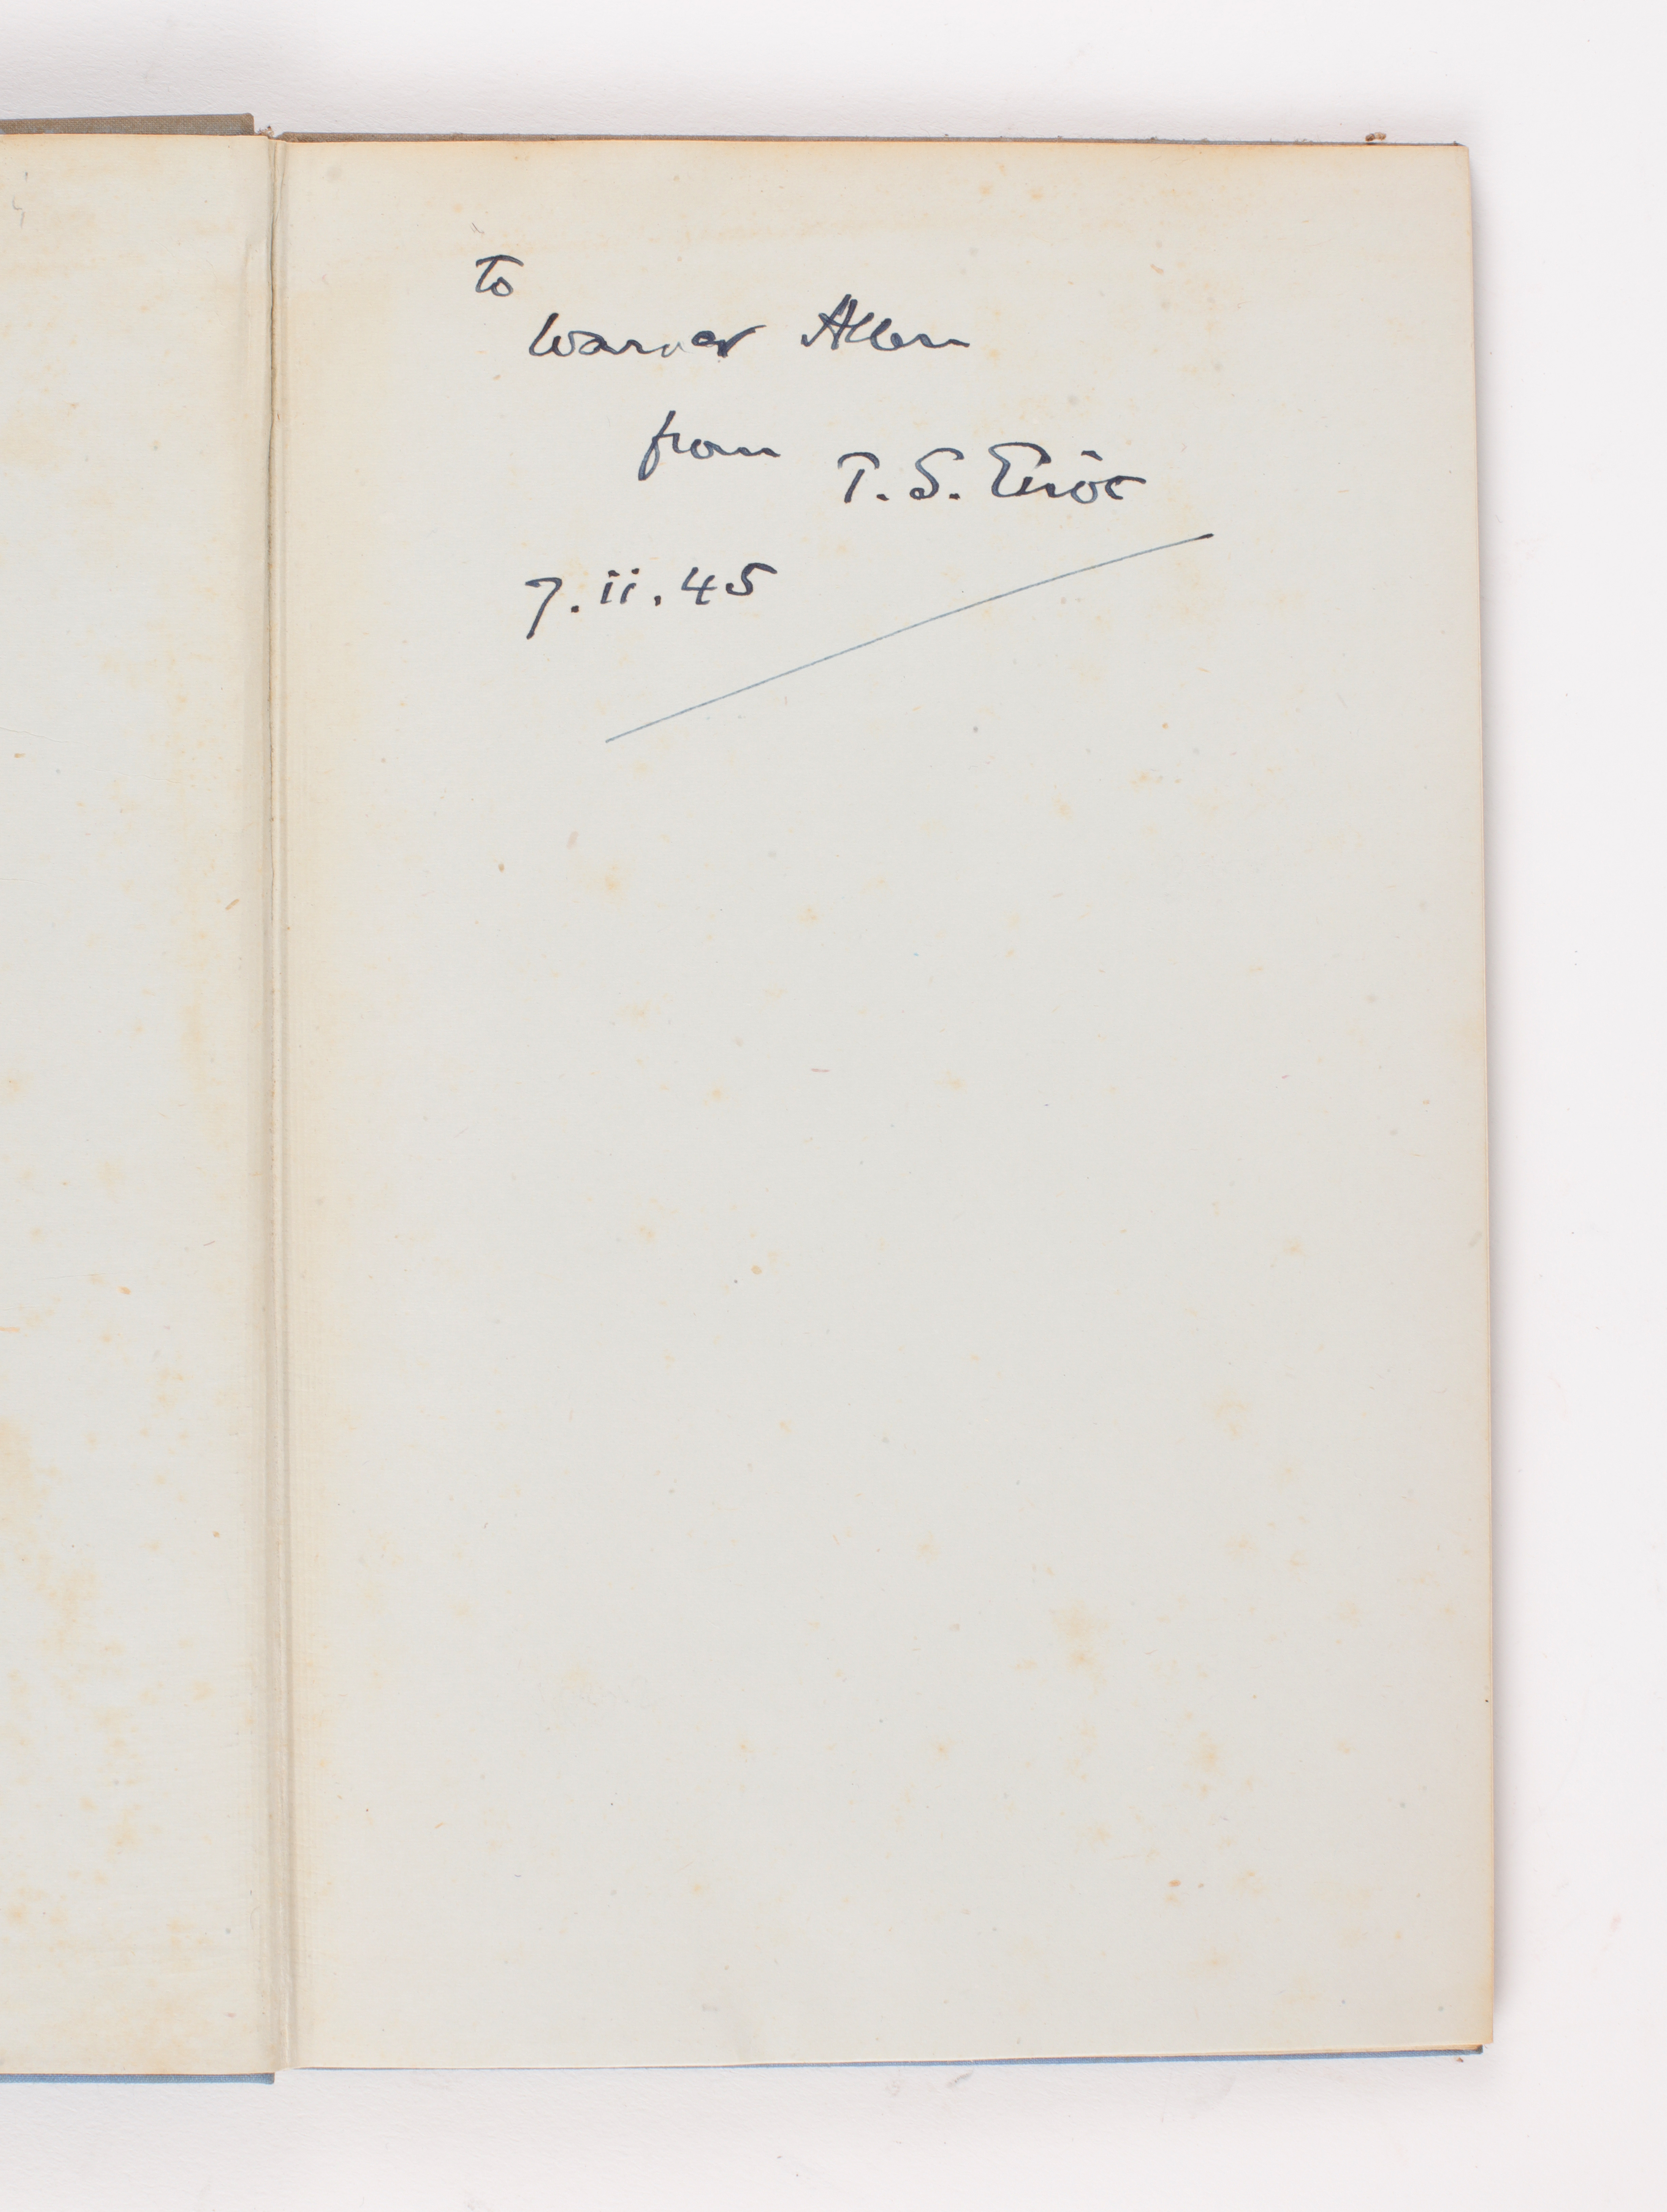 To
Warner Allen
from T. S. Eliot
7.ii.45